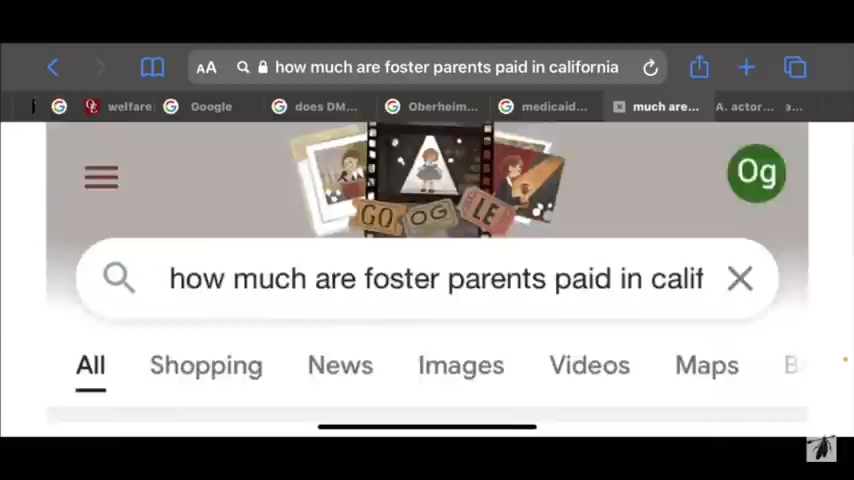 AA how much are foster parents paid in california
welfare Google does DM... Oberheim... medicaid... much are... A. actor... a...
GO OG LE
Og
how much are foster parents paid in calif
All Shopping News Images Videos Maps